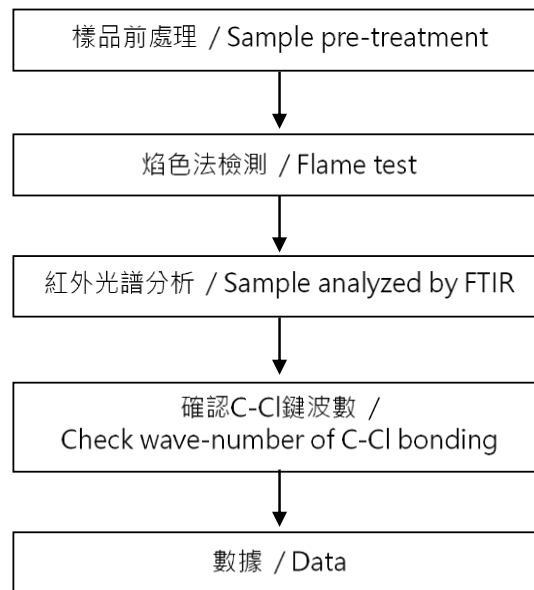 樣品前處理 / Sample pre-treatment
焰色法檢測 / Flame test
紅外光譜分析 / Sample analyzed by FTIR
確認C-Cl鍵波數 /
Check wave-number of C-Cl bonding
數據 / Data